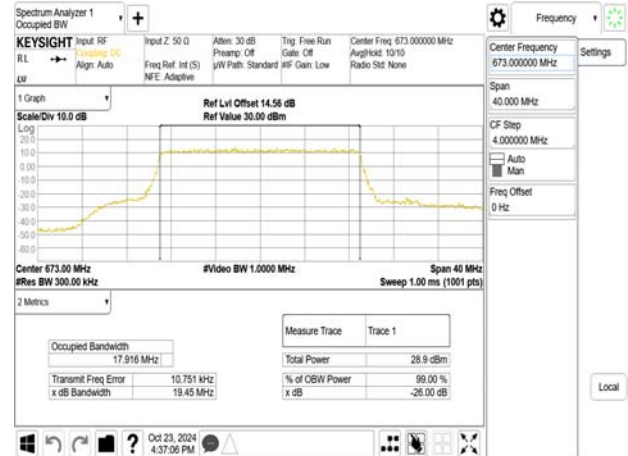 Spectrum Analyzer 1
Occupied BW
+
Frequency
KEYSIGHT
RL
Input: RF
Coupling: DC
Align: Auto
Input Z: 50 Ω
Freq Ref: Int (S)
NFE: Adaptive
Atten: 30 dB
Preamp: Off
µW Path: Standard
Trig: Free Run
Gate: Off
#IF Gain: Low
Center Freq: 673.000000 MHz
Avg|Hold: 10/10
Radio Std: None
Center Frequency
673.000000 MHz
Settings
Span
40.000 MHz
CF Step
4.000000 MHz
Auto
Man
Freq Offset
0 Hz
Local
1 Graph
Scale/Div 10.0 dB
Ref Lvl Offset 14.56 dB
Ref Value 30.00 dBm
Log
20.0
10.0
0.00
-10.0
-20.0
-30.0
-40.0
-50.0
-60.0
Center 673.00 MHz
#Video BW 1.0000 MHz
Span 40 MHz
#Res BW 300.00 kHz
Sweep 1.00 ms (1001 pts)
2 Metrics
Measure Trace Trace 1
Occupied Bandwidth
17.916 MHz
Total Power 28.9 dBm
Transmit Freq Error 10.751 kHz
% of OBW Power 99.00 %
x dB Bandwidth 19.45 MHz
x dB -26.00 dB
?
Oct 23, 2024
4:37:06 PM